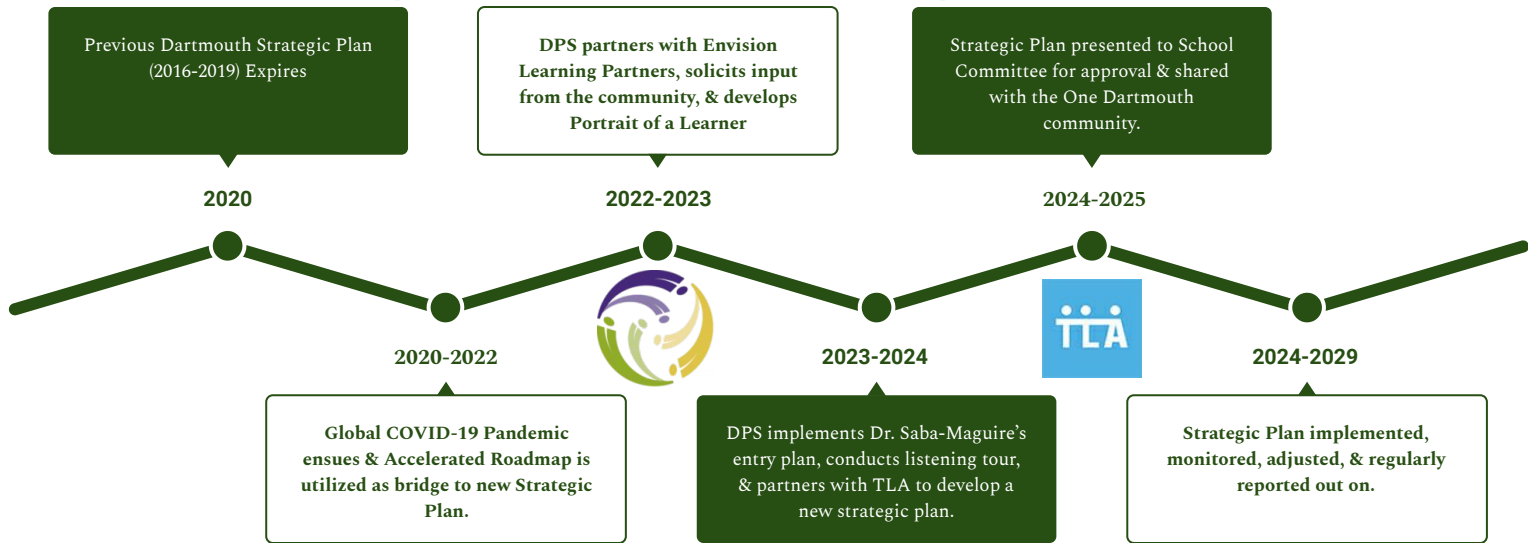 Previous Dartmouth Strategic Plan
(2016-2019) Expires
2020
Global COVID-19 Pandemic
ensues & Accelerated Roadmap is
utilized as bridge to new Strategic
Plan.
2020-2022
DPS partners with Envision
Learning Partners, solicits input
from the community, & develops
Portrait of a Learner
2022-2023
2023-2024
DPS implements Dr. Saba-Maguire’s
entry plan, conducts listening tour,
& partners with TLA to develop a
new strategic plan.
Strategic Plan presented to School
Committee for approval & shared
with the One Dartmouth
community.
2024-2025
TLA
2024-2029
Strategic Plan implemented,
monitored, adjusted, & regularly
reported out on.